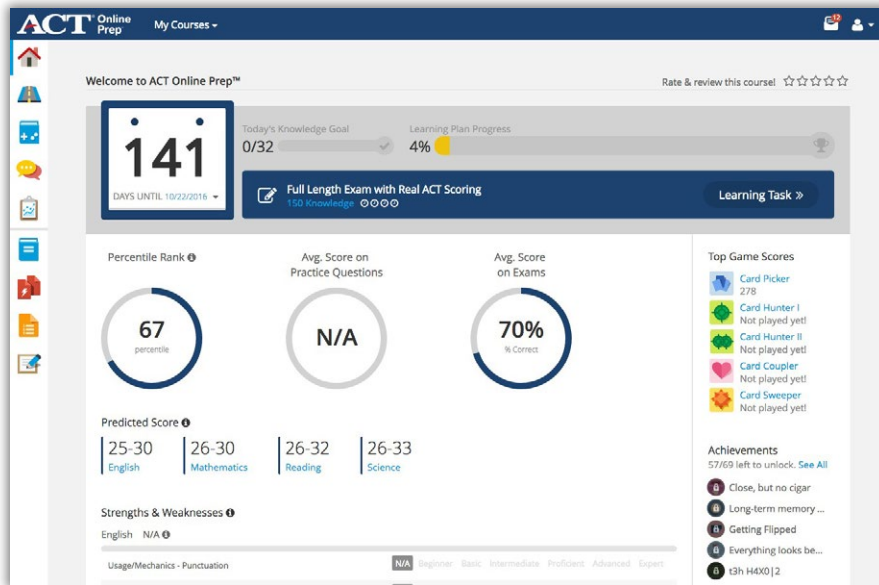 ACT® Online Prep
My Courses
12
Welcome to ACT Online Prep™
Rate & review this course!
141
DAYS UNTIL 10/22/2016
Today's Knowledge Goal
0/32
Learning Plan Progress
4%
Full Length Exam with Real ACT Scoring
150 Knowledge
Learning Task »
Percentile Rank
67
percentile
Avg. Score on
Practice Questions
N/A
Avg. Score
on Exams
70%
% Correct
Predicted Score
25-30
English
26-30
Mathematics
26-32
Reading
26-33
Science
Strengths & Weaknesses
English N/A
Usage/Mechanics - Punctuation
N/A Beginner Basic Intermediate Proficient Advanced Expert
Top Game Scores
Card Picker
278
Card Hunter I
Not played yet!
Card Hunter II
Not played yet!
Card Coupler
Not played yet!
Card Sweeper
Not played yet!
Achievements
57/69 left to unlock. See All
Close, but no cigar
Long-term memory ...
Getting Flipped
Everything looks be...
t3h H4X0|2